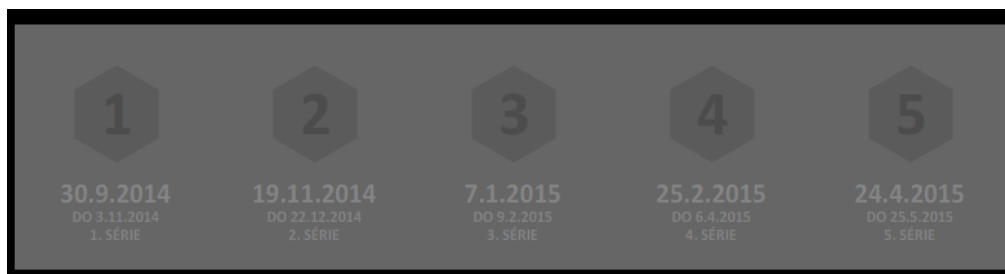 1 2 3 4 5
30.9.2014 19.11.2014 7.1.2015 25.2.2015 24.4.2015
DO 3.11.2014 DO 22.12.2014 DO 9.2.2015 DO 6.4.2015 DO 25.5.2015
1. SÉRIE 2. SÉRIE 3. SÉRIE 4. SÉRIE 5. SÉRIE